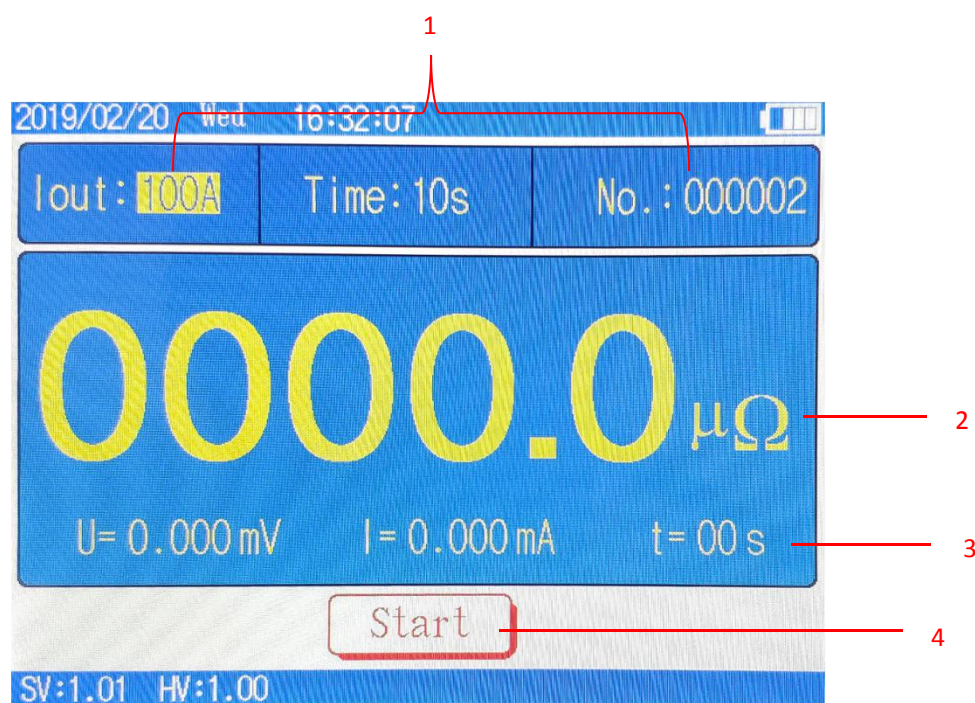 1
2019/02/20 Wed 16:32:07
Iout: 100A Time: 10s No.: 000002
0000.0 μΩ
2
U= 0.000 mV I = 0.000 mA t= 00 s
3
Start
4
SV:1.01 HV:1.00